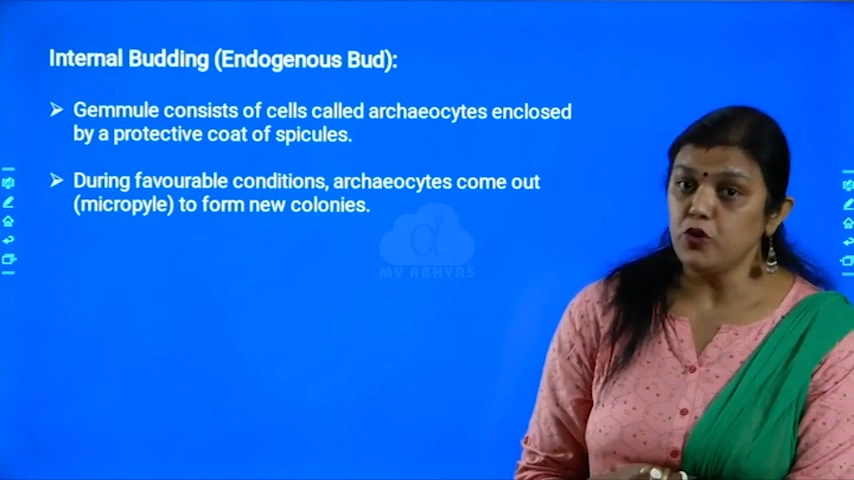 Internal Budding (Endogenous Bud):
➢ Gemmule consists of cells called archaeocytes enclosed
by a protective coat of spicules.
➢ During favourable conditions, archaeocytes come out
(micropyle) to form new colonies.
MY ABHYAS